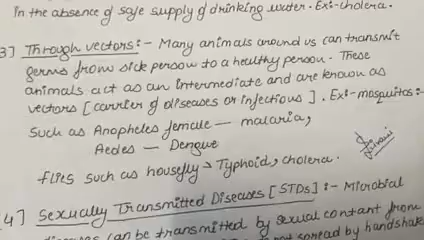 in the absence of safe supply of drinking water. Ex:- cholera.
3] Through vectors:- Many animals around us can transmit
germs from sick person to a healthy person. These
animals act as an intermediate and are known as
vectors [carrier of diseases or infectious]. Ex:- mosquitos:-
such as Anopheles female — malaria,
Aedes — Dengue
flies such as housefly → Typhoid, cholera.
4] Sexually Transmitted Diseases [STDs] :- Microbial
can be transmitted by sexual contant from
spread by handshak